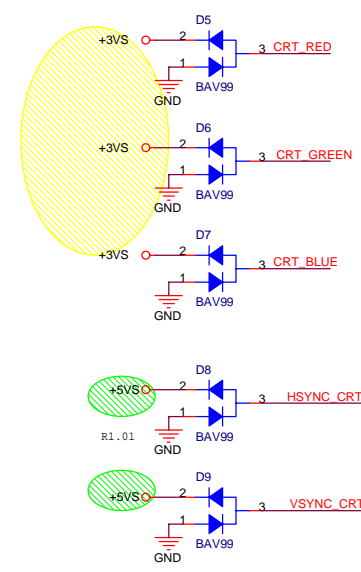 D5
+3VS 2 3 CRT_RED
1
GND BAV99
D6
+3VS 2 3 CRT_GREEN
1
GND BAV99
D7
+3VS 2 3 CRT_BLUE
1
GND BAV99
D8
+5VS 2 3 HSYNC_CRT
1
R1.01 BAV99
GND
D9
+5VS 2 3 VSYNC_CRT
1
GND BAV99